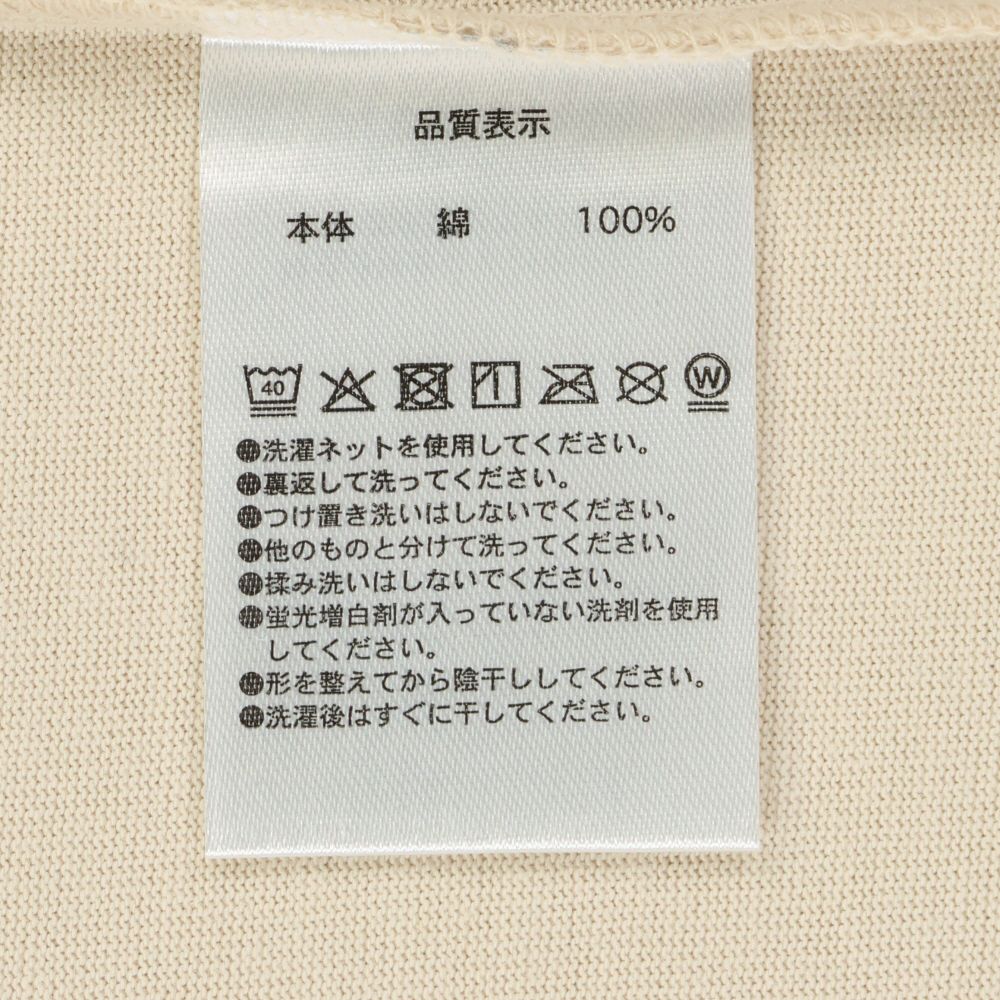 品質表示
本体 綿 100%
40 W
●洗濯ネットを使用してください。
●裏返して洗ってください。
●つけ置き洗いはしないでください。
●他のものと分けて洗ってください。
●揉み洗いはしないでください。
●蛍光増白剤が入っていない洗剤を使用
してください。
●形を整えてから陰干ししてください。
●洗濯後はすぐに干してください。